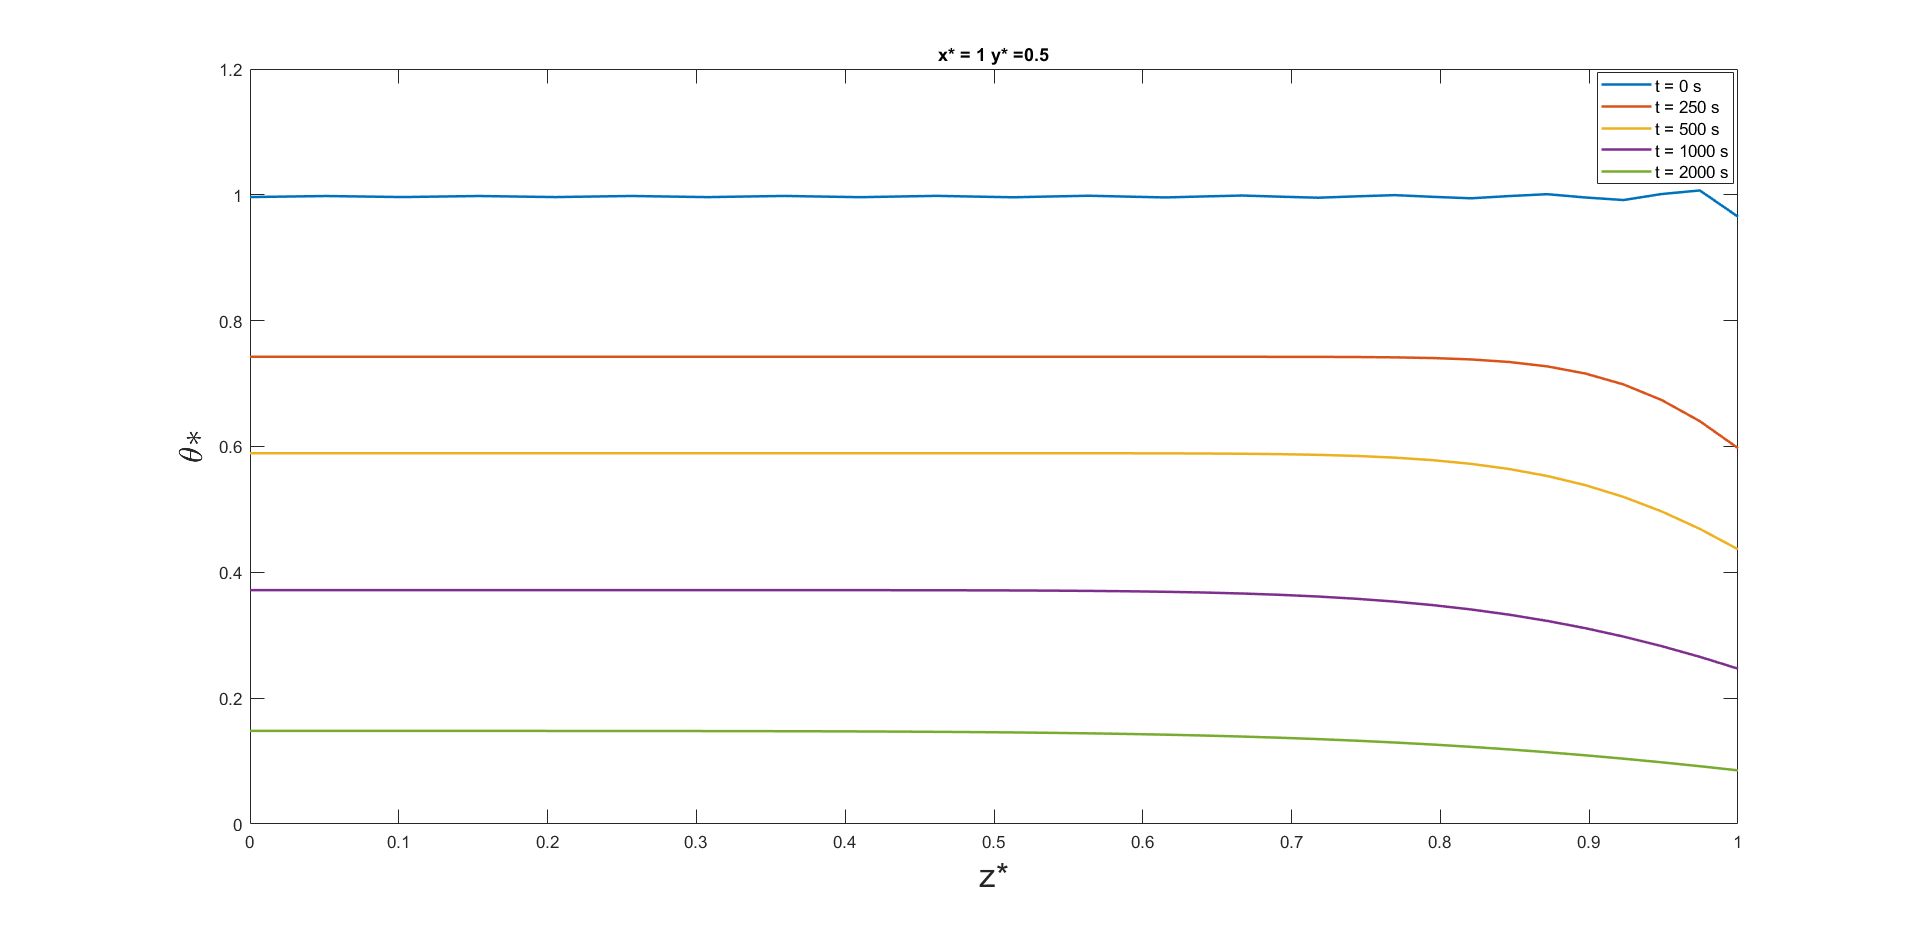 x* = 1 y* =0.5
1.2
1
0.8
0.6
0.4
0.2
0
θ*
t = 0 s
t = 250 s
t = 500 s
t = 1000 s
t = 2000 s
0 0.1 0.2 0.3 0.4 0.5 0.6 0.7 0.8 0.9 1
z*